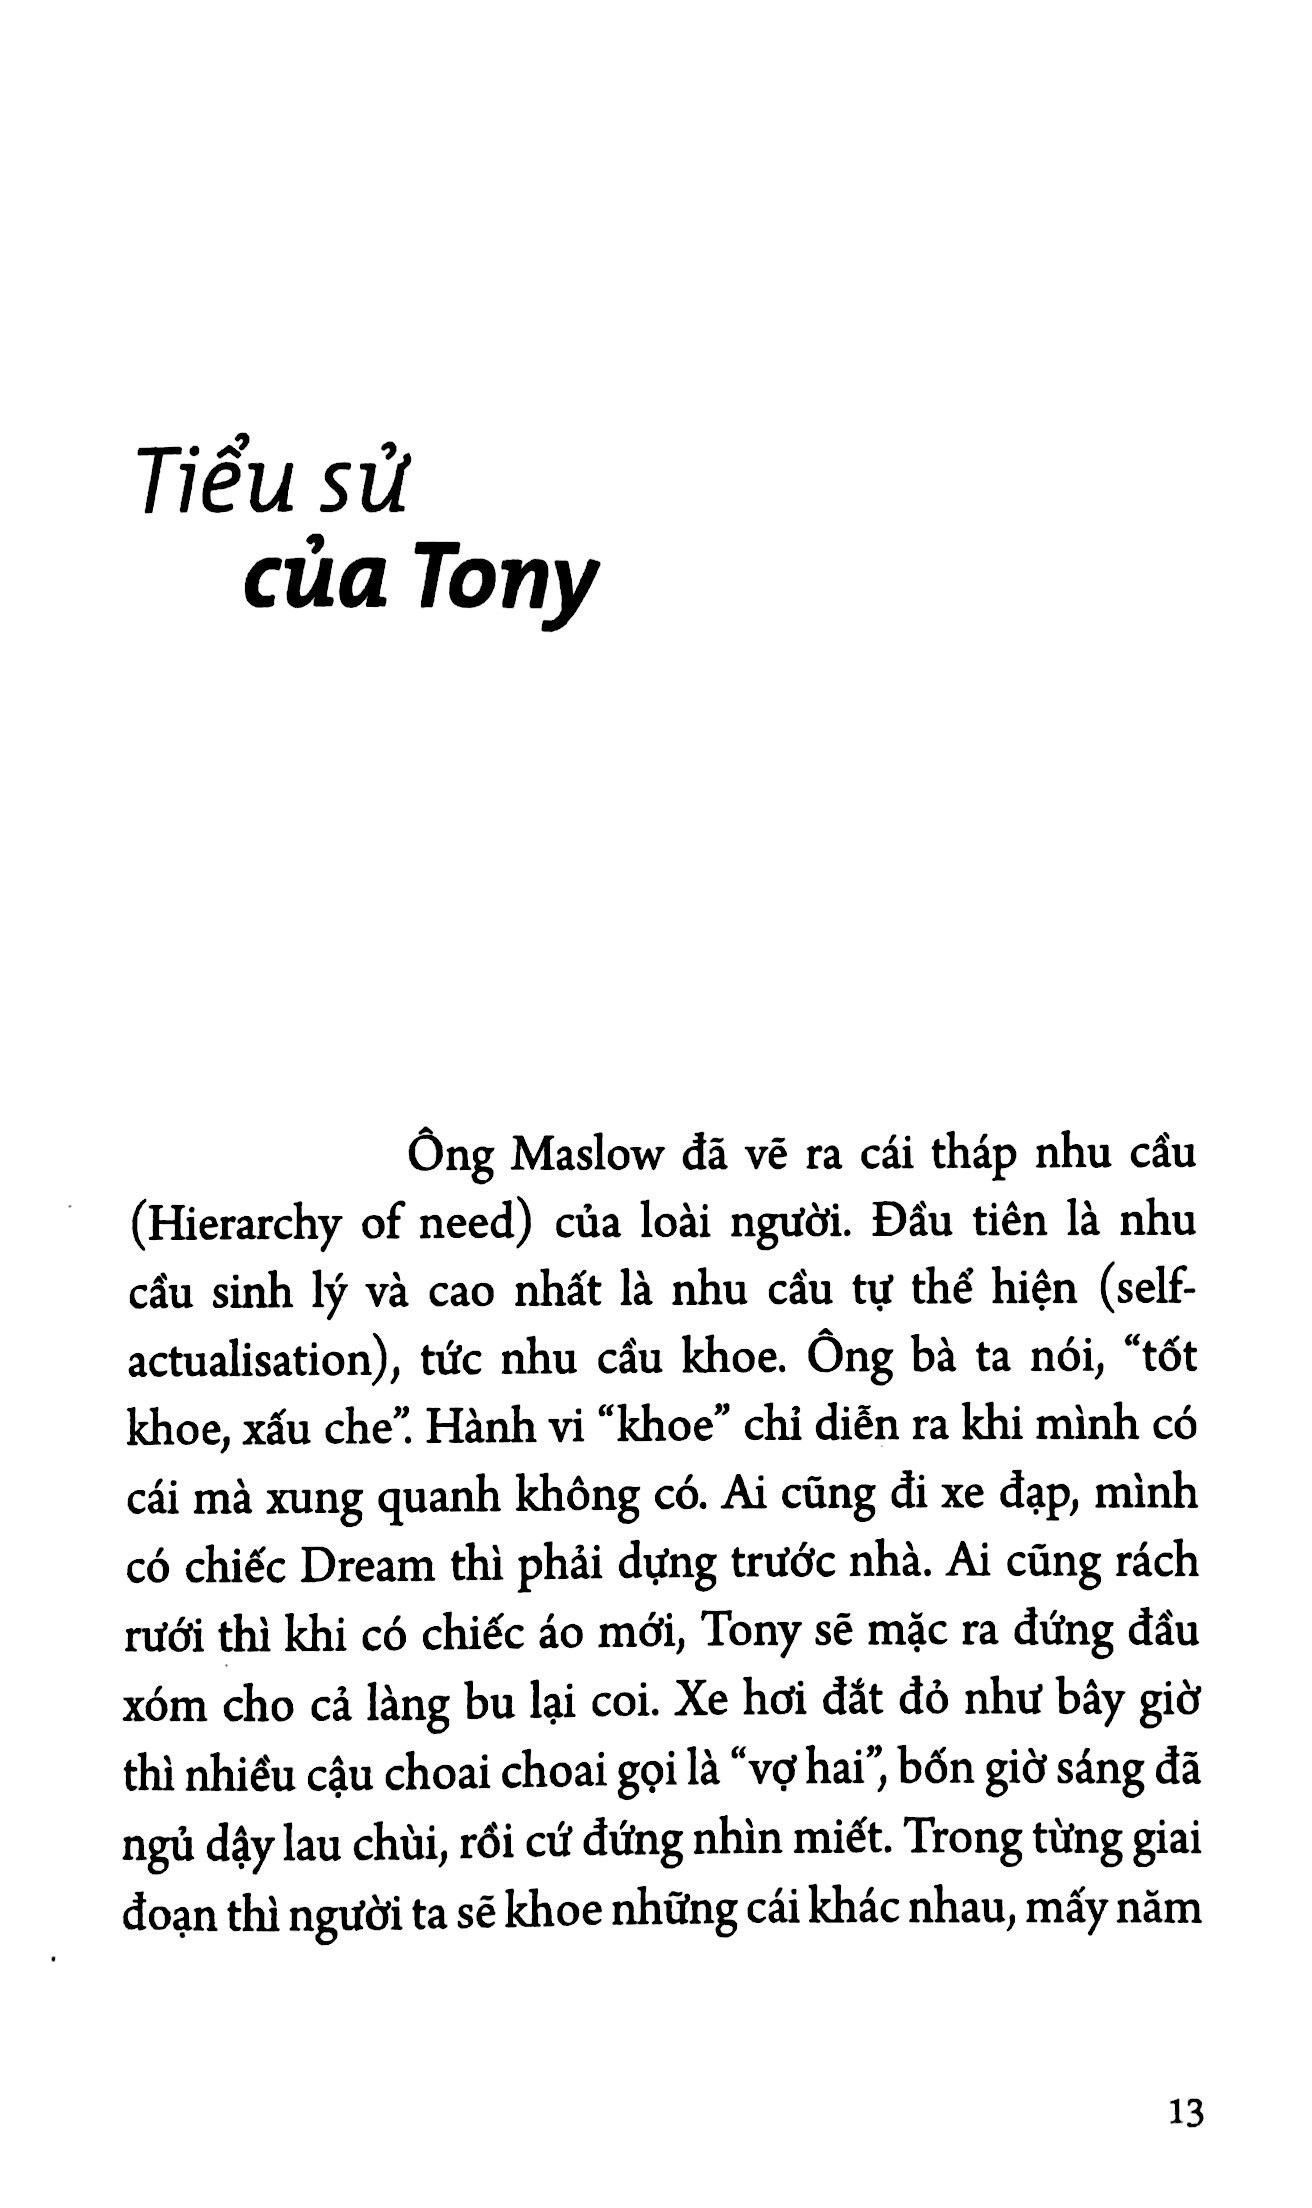 Tiểu sử
của Tony
Ông Maslow đã vẽ ra cái tháp nhu cầu
(Hierarchy of need) của loài người. Đầu tiên là nhu
cầu sinh lý và cao nhất là nhu cầu tự thể hiện (self-
actualisation), tức nhu cầu khoe. Ông bà ta nói, “tốt
khoe, xấu che”. Hành vi “khoe” chỉ diễn ra khi mình có
cái mà xung quanh không có. Ai cũng đi xe đạp, mình
có chiếc Dream thì phải dựng trước nhà. Ai cũng rách
rưới thì khi có chiếc áo mới, Tony sẽ mặc ra đứng đầu
xóm cho cả làng bu lại coi. Xe hơi đắt đỏ như bây giờ
thì nhiều cậu choai choai gọi là “vợ hai”, bốn giờ sáng đã
ngủ dậy lau chùi, rồi cứ đứng nhìn miết. Trong từng giai
đoạn thì người ta sẽ khoe những cái khác nhau, mấy năm
13